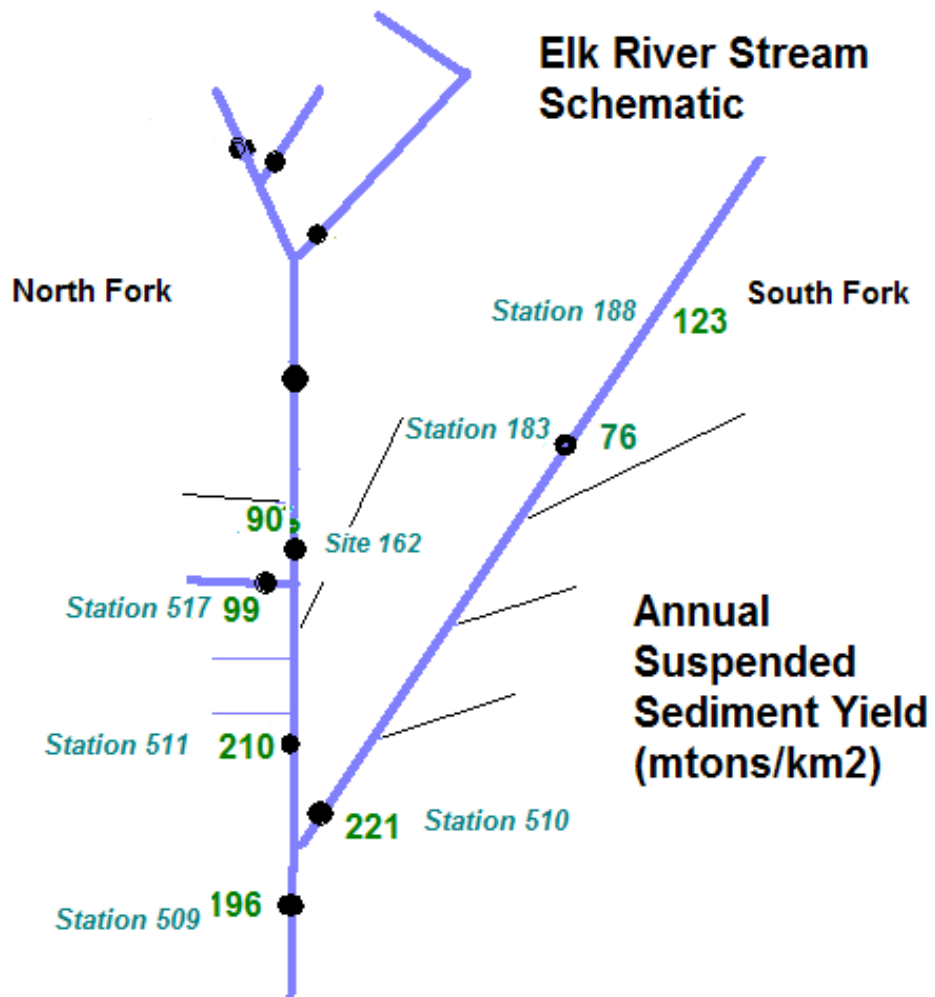 Elk River Stream
Schematic
North Fork
South Fork
Station 188
123
Station 183
76
90
Site 162
Station 517
99
Annual
Suspended
Sediment Yield
(mtons/km2)
Station 511
210
221
Station 510
196
Station 509